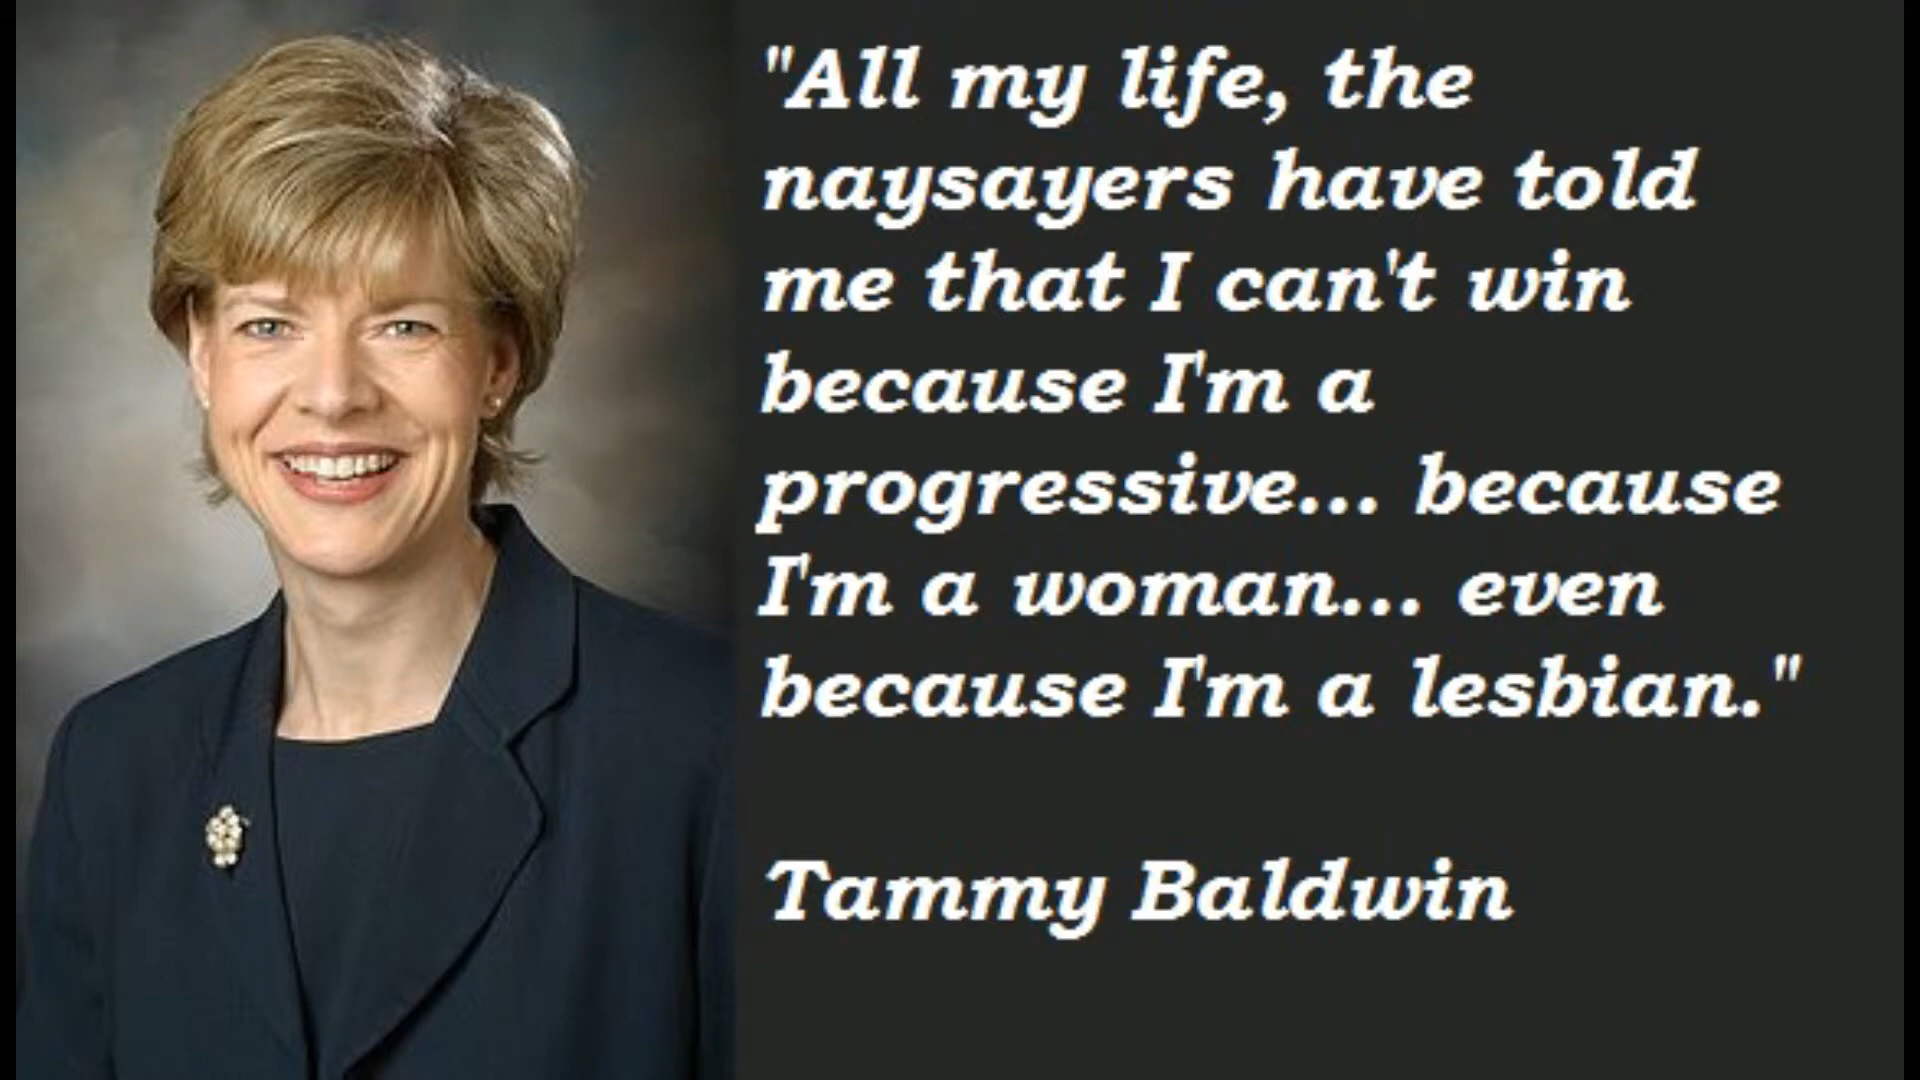 "All my life, the
naysayers have told
me that I can't win
because I'm a
progressive... because
I'm a woman... even
because I'm a lesbian."
Tammy Baldwin